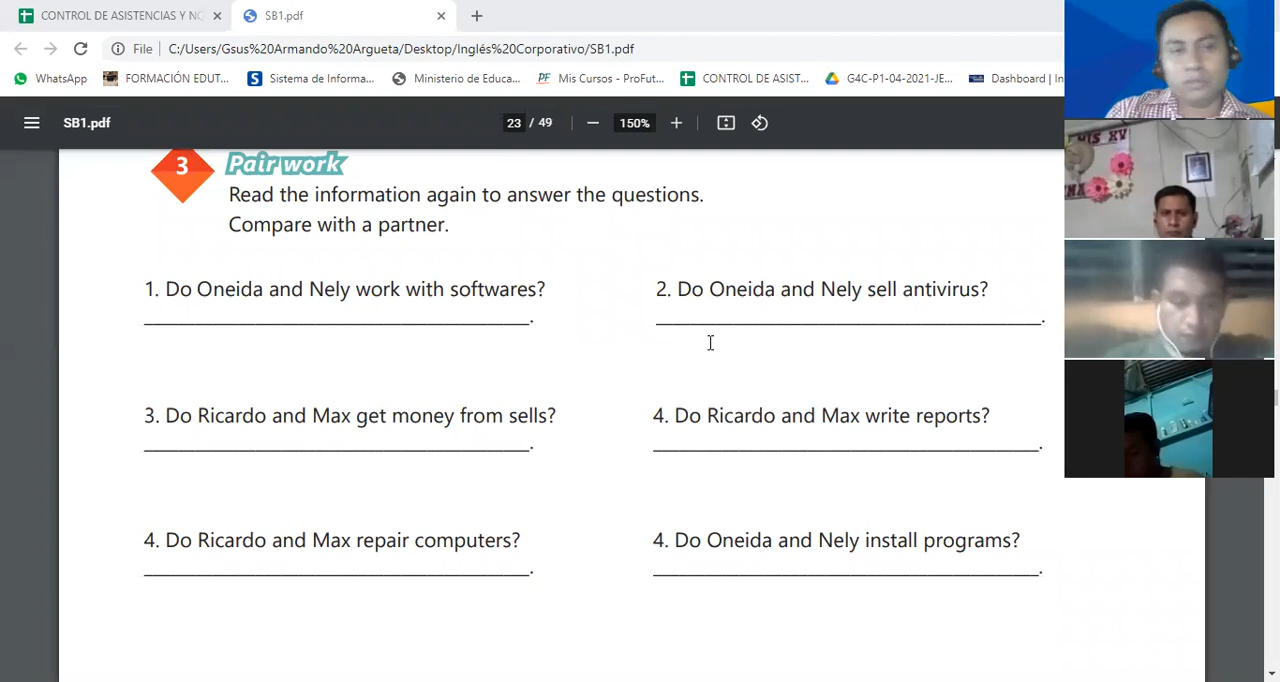 CONTROL DE ASISTENCIAS Y NO
SB1.pdf
File
C:/Users/Gsus%20Armando%20Argueta/Desktop/Inglés%20Corporativo/SB1.pdf
WhatsApp
FORMACIÓN EDUT...
Sistema de Informa...
Ministerio de Educa...
PF Mis Cursos - ProFut...
CONTROL DE ASIST...
G4C-P1-04-2021-JE...
Dashboard | In
SB1.pdf
23 / 49
150%
3 Pair work
Read the information again to answer the questions.
Compare with a partner.
1. Do Oneida and Nely work with softwares?
2. Do Oneida and Nely sell antivirus?
3. Do Ricardo and Max get money from sells?
4. Do Ricardo and Max write reports?
4. Do Ricardo and Max repair computers?
4. Do Oneida and Nely install programs?
MIS XV